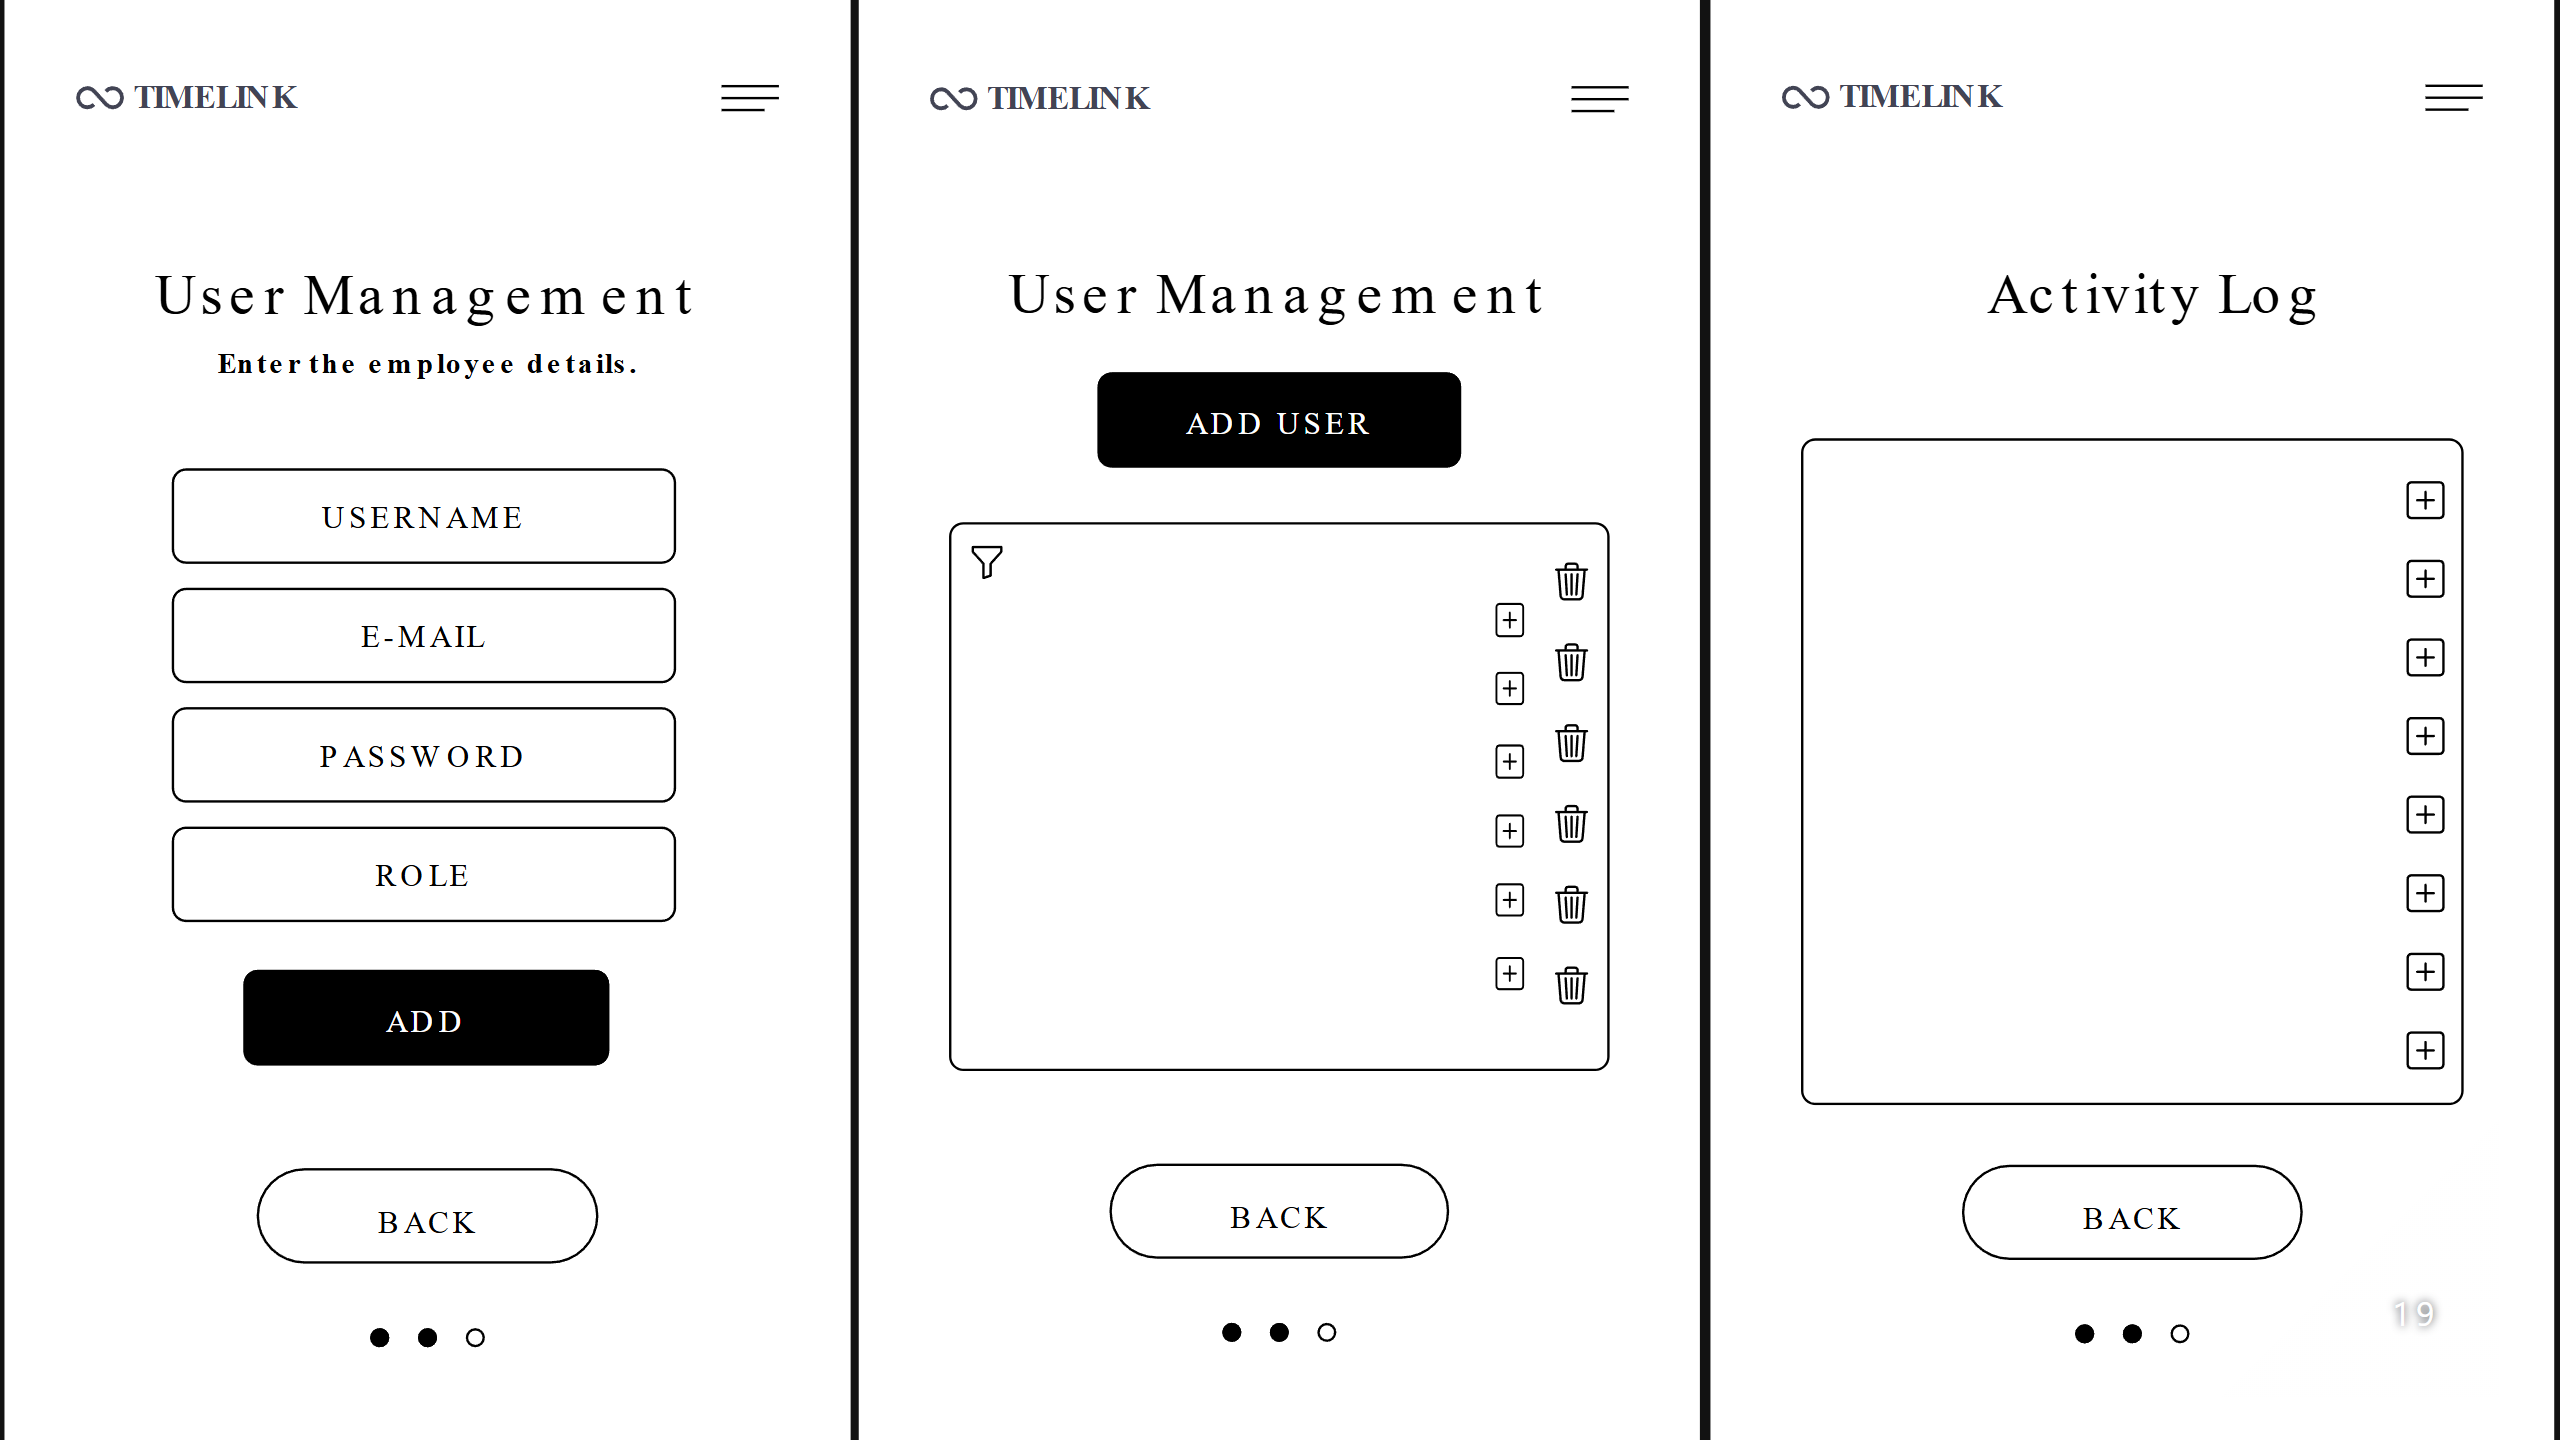 TIMELINK
User Management
Enter the employee details.
USERNAME
E-MAIL
PASSWORD
ROLE
ADD
BACK
TIMELINK
User Management
ADD USER
BACK
TIMELINK
Activity Log
BACK
19